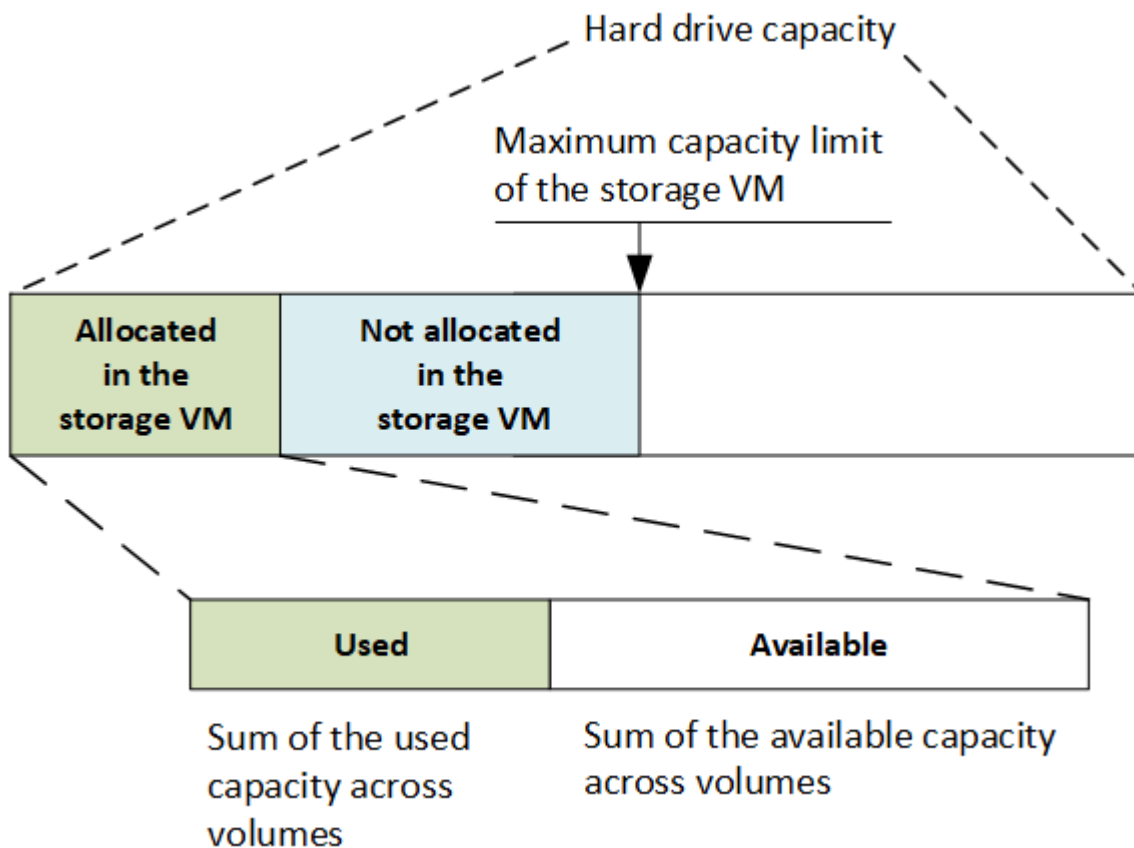 Hard drive capacity
Maximum capacity limit
of the storage VM
Allocated
in the
storage VM
Not allocated
in the
storage VM
Used
Available
Sum of the used
capacity across
volumes
Sum of the available capacity
across volumes